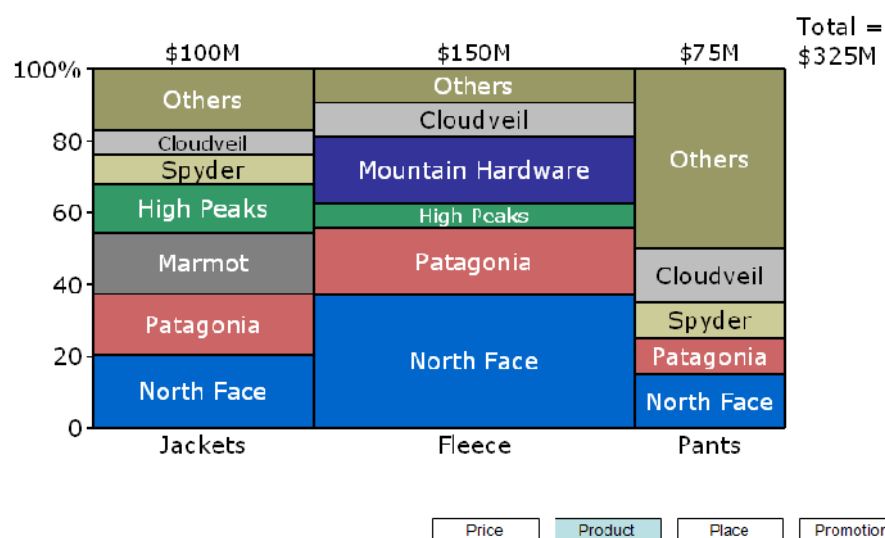 Total =
$100M $150M $75M $325M
100%
Others Others
Cloudveil
80
Cloudveil Others
Spyder Mountain Hardware
High Peaks
60 High Peaks
Marmot Patagonia Cloudveil
40
Patagonia Spyder
20 North Face Patagonia
North Face North Face
0
Jackets Fleece Pants
Price Product Place Promotion